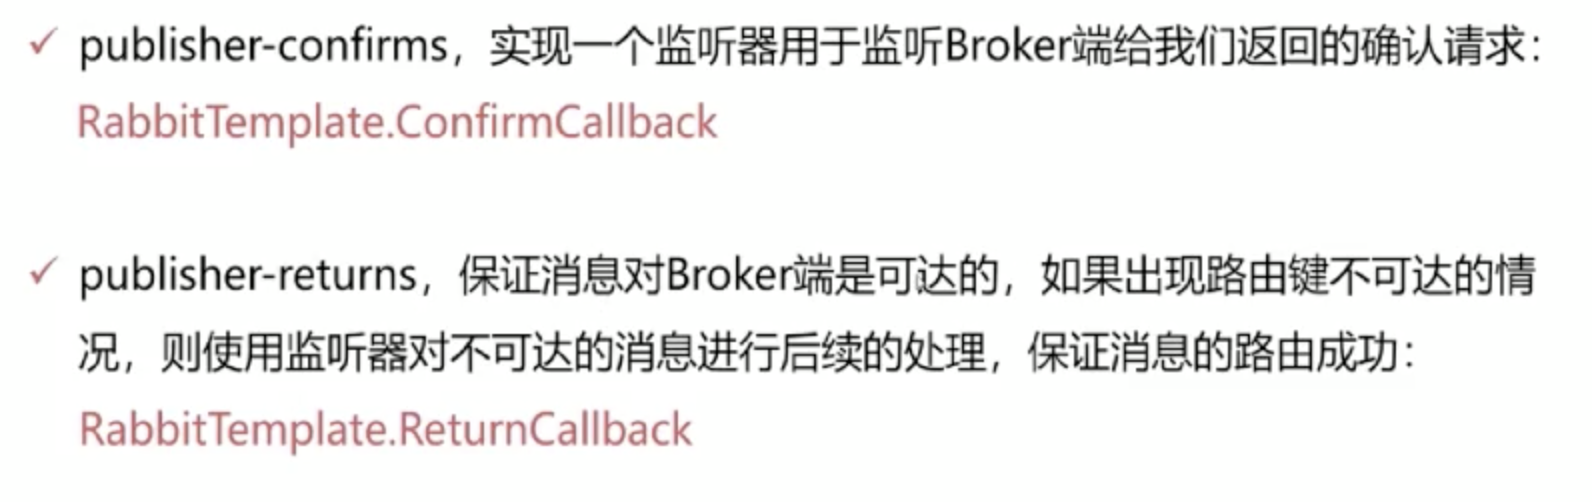 ✓ publisher-confirms，实现一个监听器用于监听Broker端给我们返回的确认请求：
RabbitTemplate.ConfirmCallback
✓ publisher-returns，保证消息对Broker端是可达的，如果出现路由键不可达的情
况，则使用监听器对不可达的消息进行后续的处理，保证消息的路由成功：
RabbitTemplate.ReturnCallback